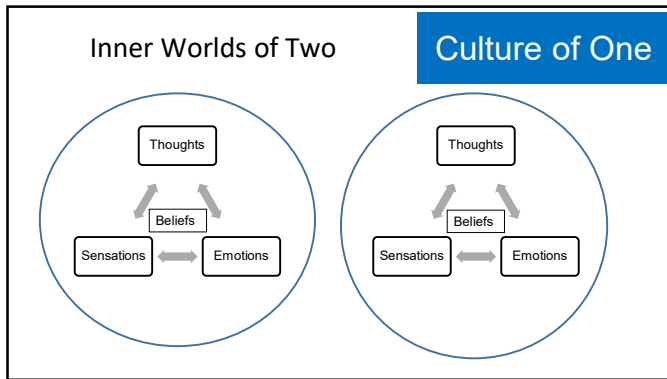 Inner Worlds of Two
Culture of One
Thoughts
Beliefs
Sensations
Emotions
Thoughts
Beliefs
Sensations
Emotions